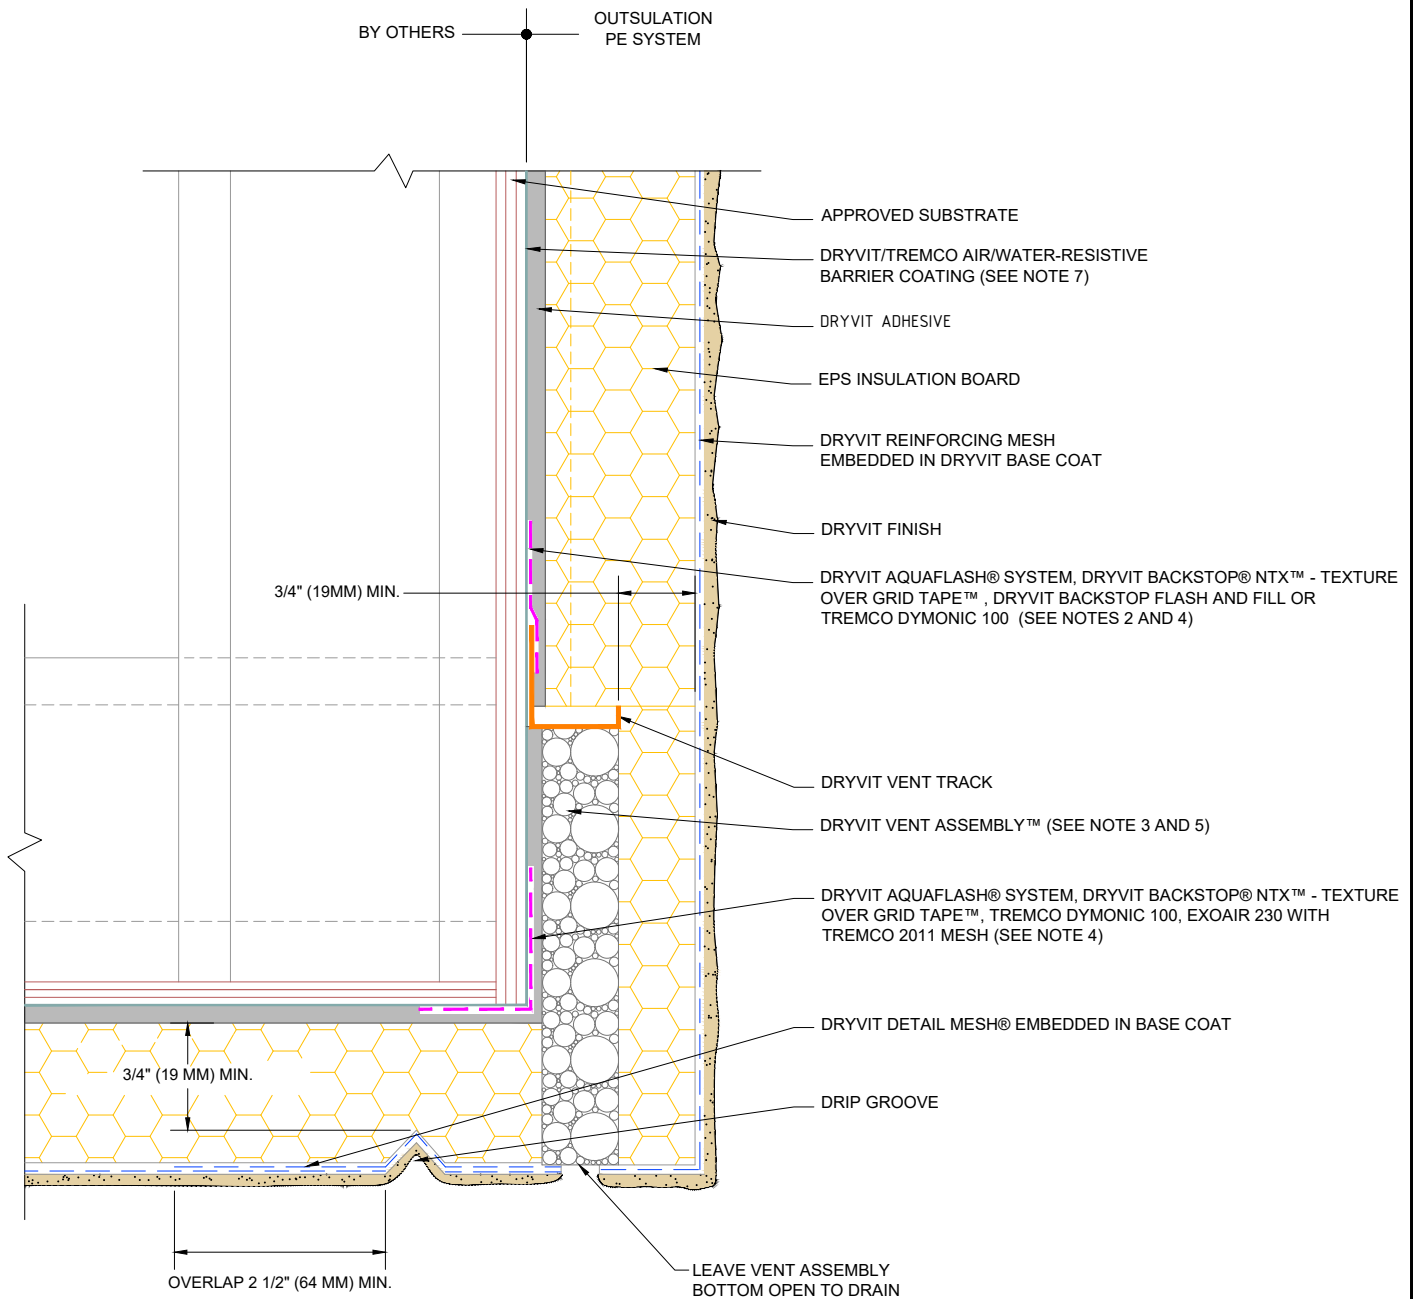 BY OTHERS
OUTSULATION
PE SYSTEM
APPROVED SUBSTRATE
DRYVIT/TREMCO AIR/WATER-RESISTIVE
BARRIER COATING (SEE NOTE 7)
DRYVIT ADHESIVE
EPS INSULATION BOARD
DRYVIT REINFORCING MESH
EMBEDDED IN DRYVIT BASE COAT
DRYVIT FINISH
3/4" (19MM) MIN.
DRYVIT AQUAFLASH® SYSTEM, DRYVIT BACKSTOP® NTX™ - TEXTURE
OVER GRID TAPE™ , DRYVIT BACKSTOP FLASH AND FILL OR
TREMCO DYMONIC 100 (SEE NOTES 2 AND 4)
DRYVIT VENT TRACK
DRYVIT VENT ASSEMBLY™ (SEE NOTE 3 AND 5)
DRYVIT AQUAFLASH® SYSTEM, DRYVIT BACKSTOP® NTX™ - TEXTURE
OVER GRID TAPE™, TREMCO DYMONIC 100, EXOAIR 230 WITH
TREMCO 2011 MESH (SEE NOTE 4)
DRYVIT DETAIL MESH® EMBEDDED IN BASE COAT
3/4" (19 MM) MIN.
DRIP GROOVE
OVERLAP 2 1/2" (64 MM) MIN.
LEAVE VENT ASSEMBLY
BOTTOM OPEN TO DRAIN